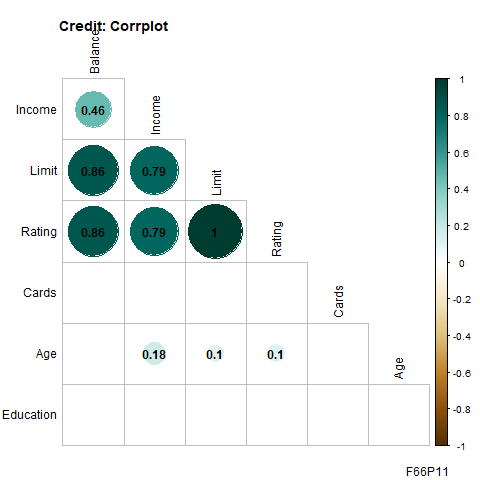 Credit: Corrplot
Balance
Income
0.46
Income
Limit
0.86
0.79
Limit
Rating
0.86
0.79
1
Rating
Cards
Cards
Age
0.18
0.1
0.1
Age
Education
1
0.8
0.6
0.4
0.2
0
-0.2
-0.4
-0.6
-0.8
-1
F66P11